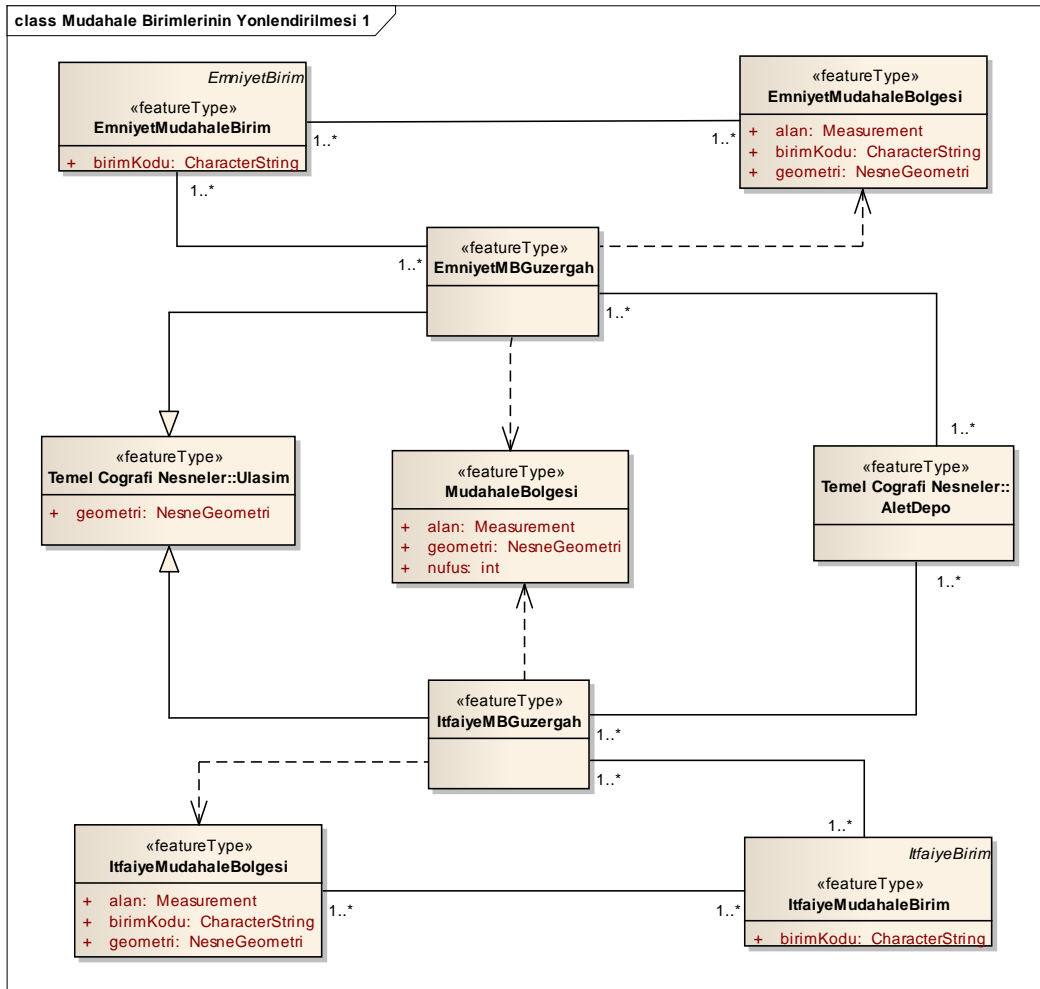 class Mudahale Birimlerinin Yonlendirilmesi 1
EmniyetBirim
«featureType»
EmniyetMudahaleBirim
+ birimKodu: CharacterString
1..*
1..*
«featureType»
EmniyetMudahaleBolgesi
+ alan: Measurement
+ birimKodu: CharacterString
+ geometri: NesneGeometri
1..*
1..*
«featureType»
EmniyetMBGuzergah
1..*
«featureType»
Temel Cografi Nesneler::Ulasim
+ geometri: NesneGeometri
«featureType»
MudahaleBolgesi
+ alan: Measurement
+ geometri: NesneGeometri
+ nufus: int
1..*
«featureType»
Temel Cografi Nesneler::
AletDepo
1..*
«featureType»
ItfaiyeMBGuzergah
1..*
1..*
«featureType»
ItfaiyeMudahaleBolgesi
+ alan: Measurement
+ birimKodu: CharacterString
+ geometri: NesneGeometri
1..*
1..*
1..*
ItfaiyeBirim
«featureType»
ItfaiyeMudahaleBirim
+ birimKodu: CharacterString